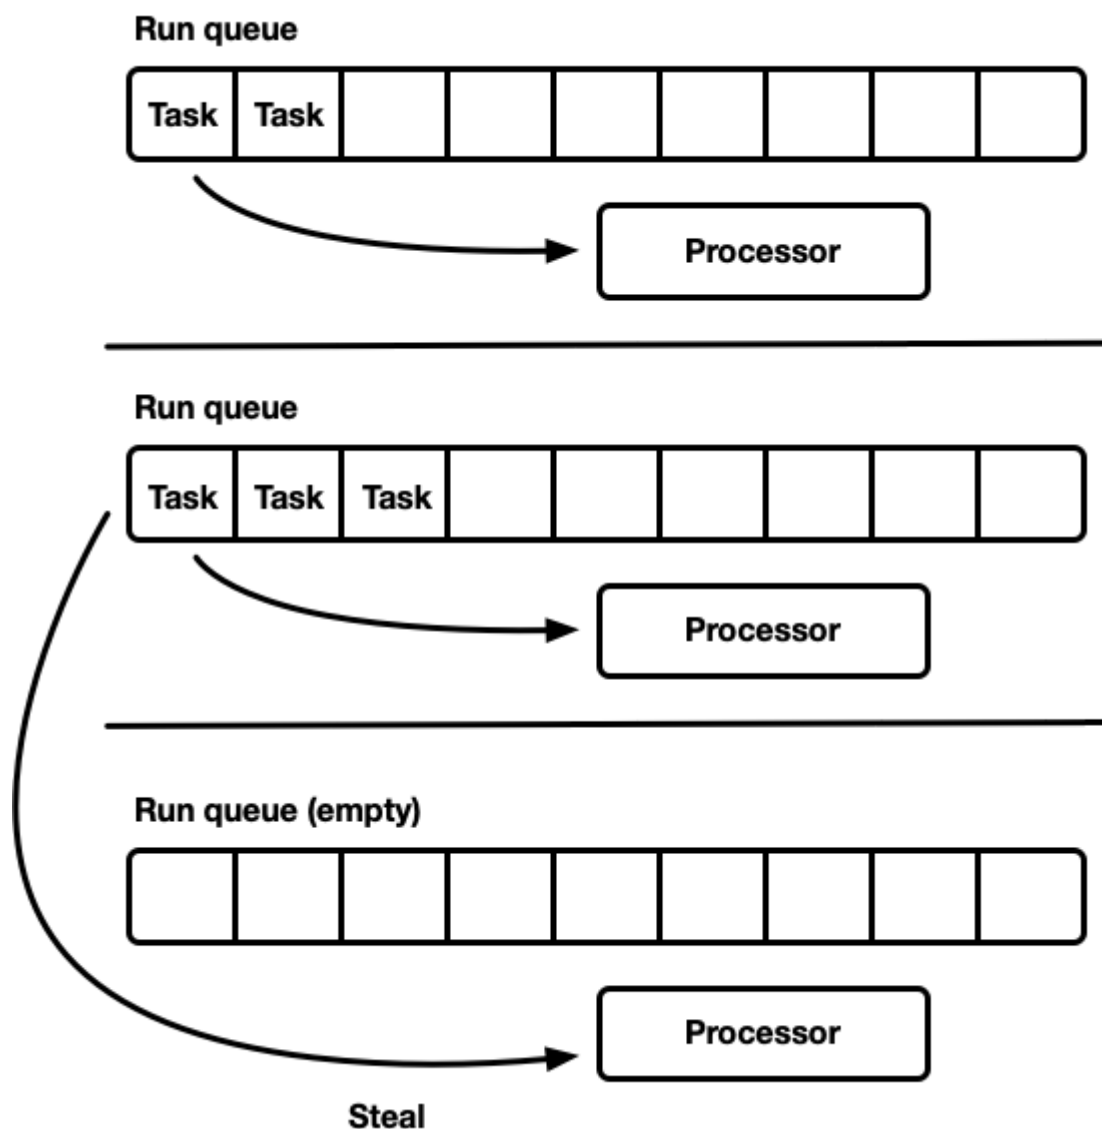 Run queue
Task Task
Processor
Run queue
Task Task Task
Processor
Run queue (empty)
Processor
Steal